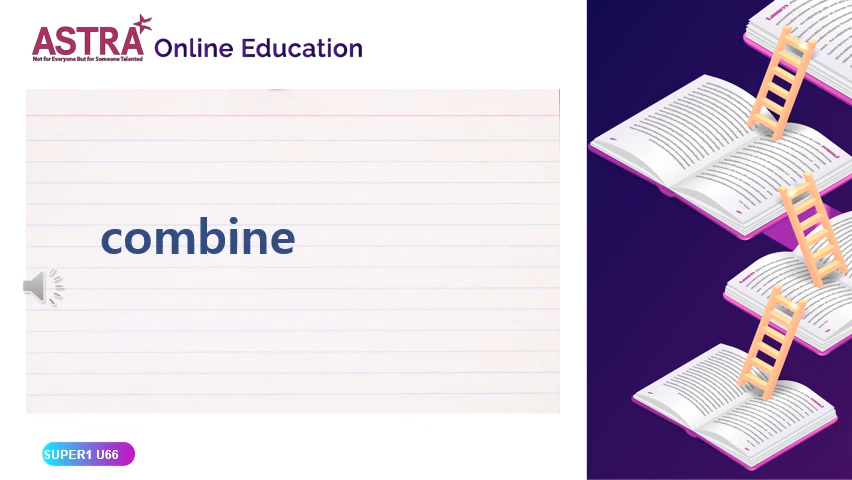 ASTRA
Not for Everyone But for Someone Talented
Online Education
combine
SUPER1 U66